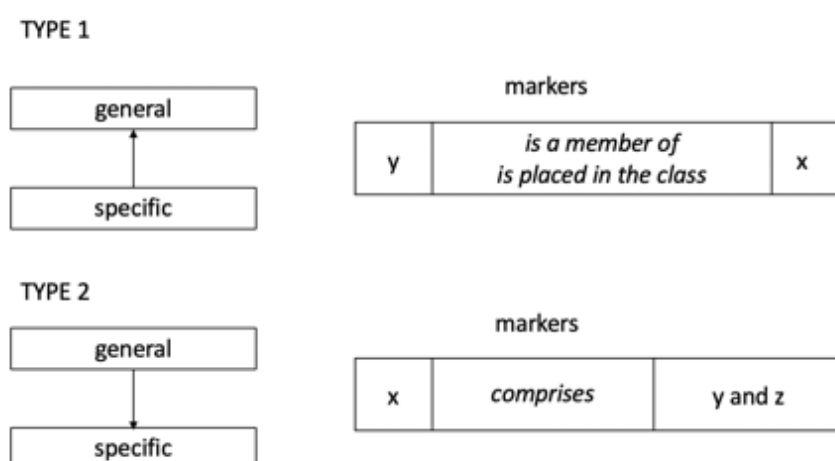 TYPE 1
general
specific
markers
y
is a member of
is placed in the class
x
TYPE 2
general
specific
markers
x
comprises
y and z